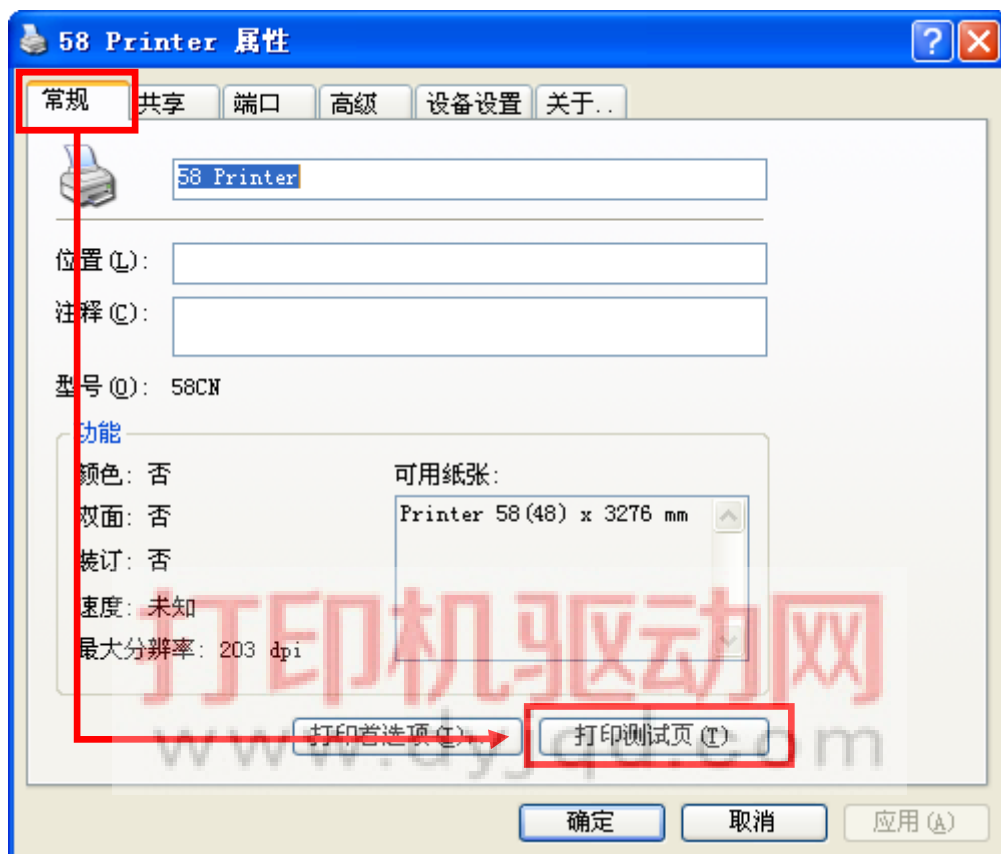 58 Printer 属性
常规 共享 端口 高级 设备设置 关于..
58 Printer
位置(L):
注释(C):
型号(O): 58CN
功能
颜色: 否
双面: 否
装订: 否
速度: 未知
最大分辨率: 203 dpi
可用纸张:
Printer 58(48) x 3276 mm
打印机驱动网
www.dyjqd.com
打印首选项(I)... 打印测试页(T)
确定 取消 应用(A)